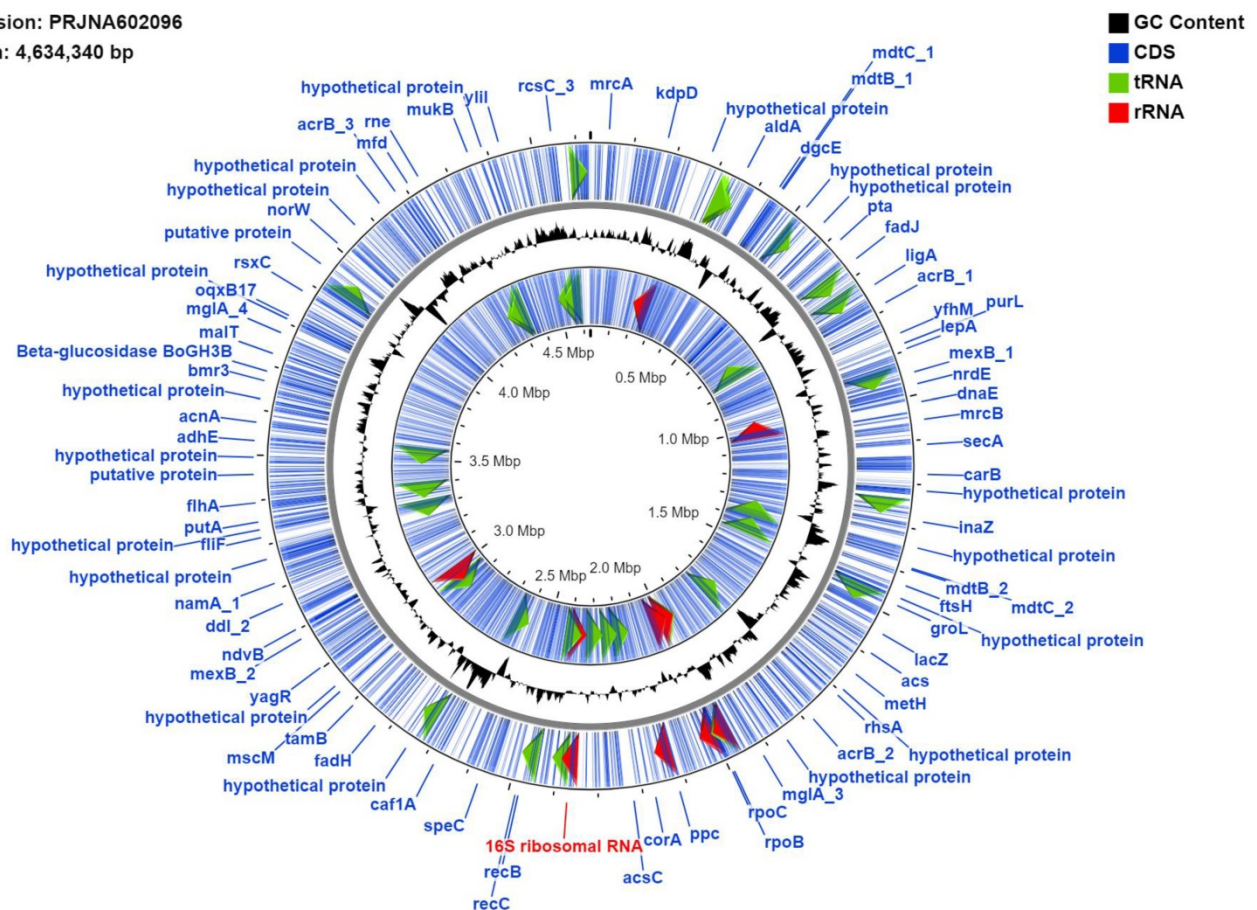 sion: PRJNA602096
n: 4,634,340 bp
GC Content
CDS
tRNA
rRNA
mrcA
kdpD
hypothetical protein
aldA
mdtC_1
mdtB_1
dgcE
hypothetical protein
hypothetical protein
pta
fadJ
ligA
acrB_1
yfhM
purL
lepA
mexB_1
nrdE
dnaE
mrcB
secA
carB
hypothetical protein
inaZ
hypothetical protein
mdtB_2
mdtC_2
ftsH
groL
hypothetical protein
lacZ
acs
metH
rhsA
hypothetical protein
acrB_2
hypothetical protein
mglA_3
rpoC
rpoB
ppc
corA
acsC
16S ribosomal RNA
recB
recC
speC
caf1A
hypothetical protein
fadH
tamB
mscM
hypothetical protein
yagR
mexB_2
ndvB
ddl_2
namA_1
hypothetical protein
fliF
hypothetical protein
putA
flhA
putative protein
hypothetical protein
adhE
acnA
hypothetical protein
bmr3
Beta-glucosidase BoGH3B
malT
mglA_4
oqxB17
hypothetical protein
rsxC
putative protein
norW
hypothetical protein
hypothetical protein
mfd
acrB_3
rne
mukB
hypothetical protein
yliI
rcsC_3
0.5 Mbp
1.0 Mbp
1.5 Mbp
2.0 Mbp
2.5 Mbp
3.0 Mbp
3.5 Mbp
4.0 Mbp
4.5 Mbp